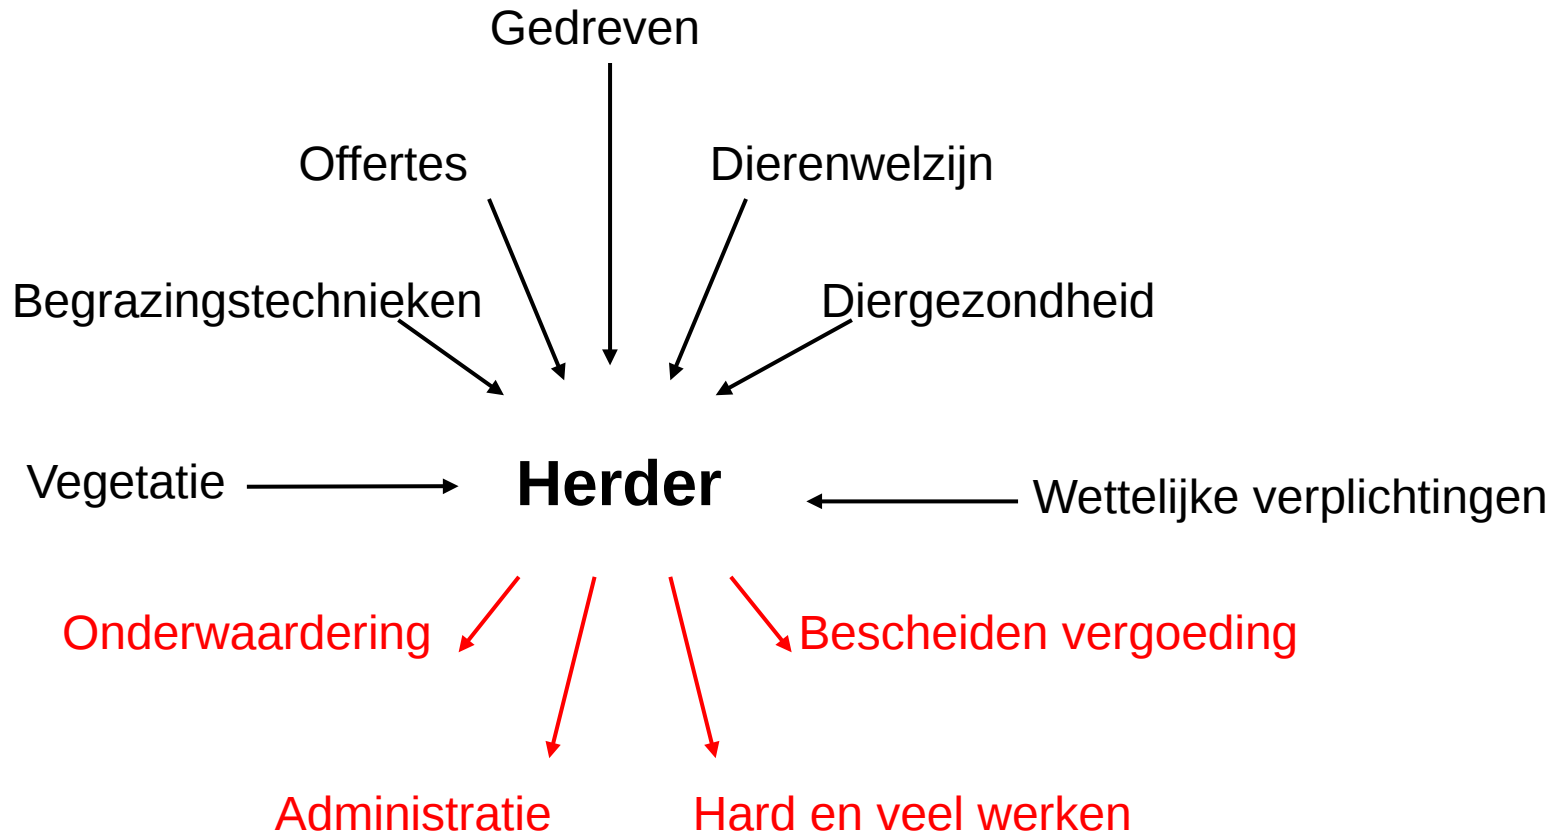 Gedreven
Offertes
Dierenwelzijn
Begrazingstechnieken
Diergezondheid
Vegetatie
Herder
Wettelijke verplichtingen
Onderwaardering
Bescheiden vergoeding
Administratie
Hard en veel werken